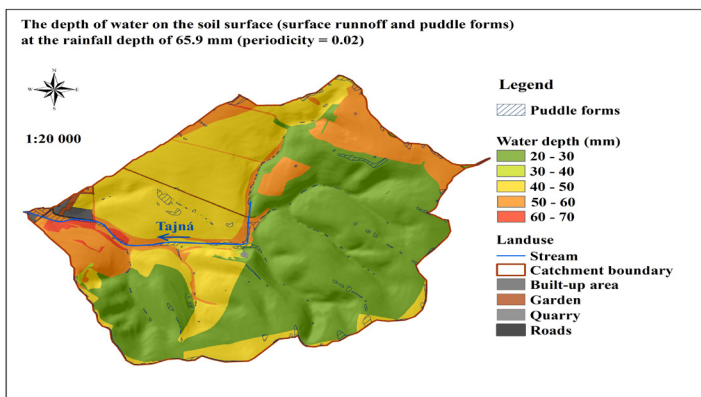 The depth of water on the soil surface (surface runnoff and puddle forms)
at the rainfall depth of 65.9 mm (periodicity = 0.02)
N
W
E
S
1:20 000
Tajná
Legend
Puddle forms
Water depth (mm)
20 - 30
30 - 40
40 - 50
50 - 60
60 - 70
Landuse
Stream
Catchment boundary
Built-up area
Garden
Quarry
Roads